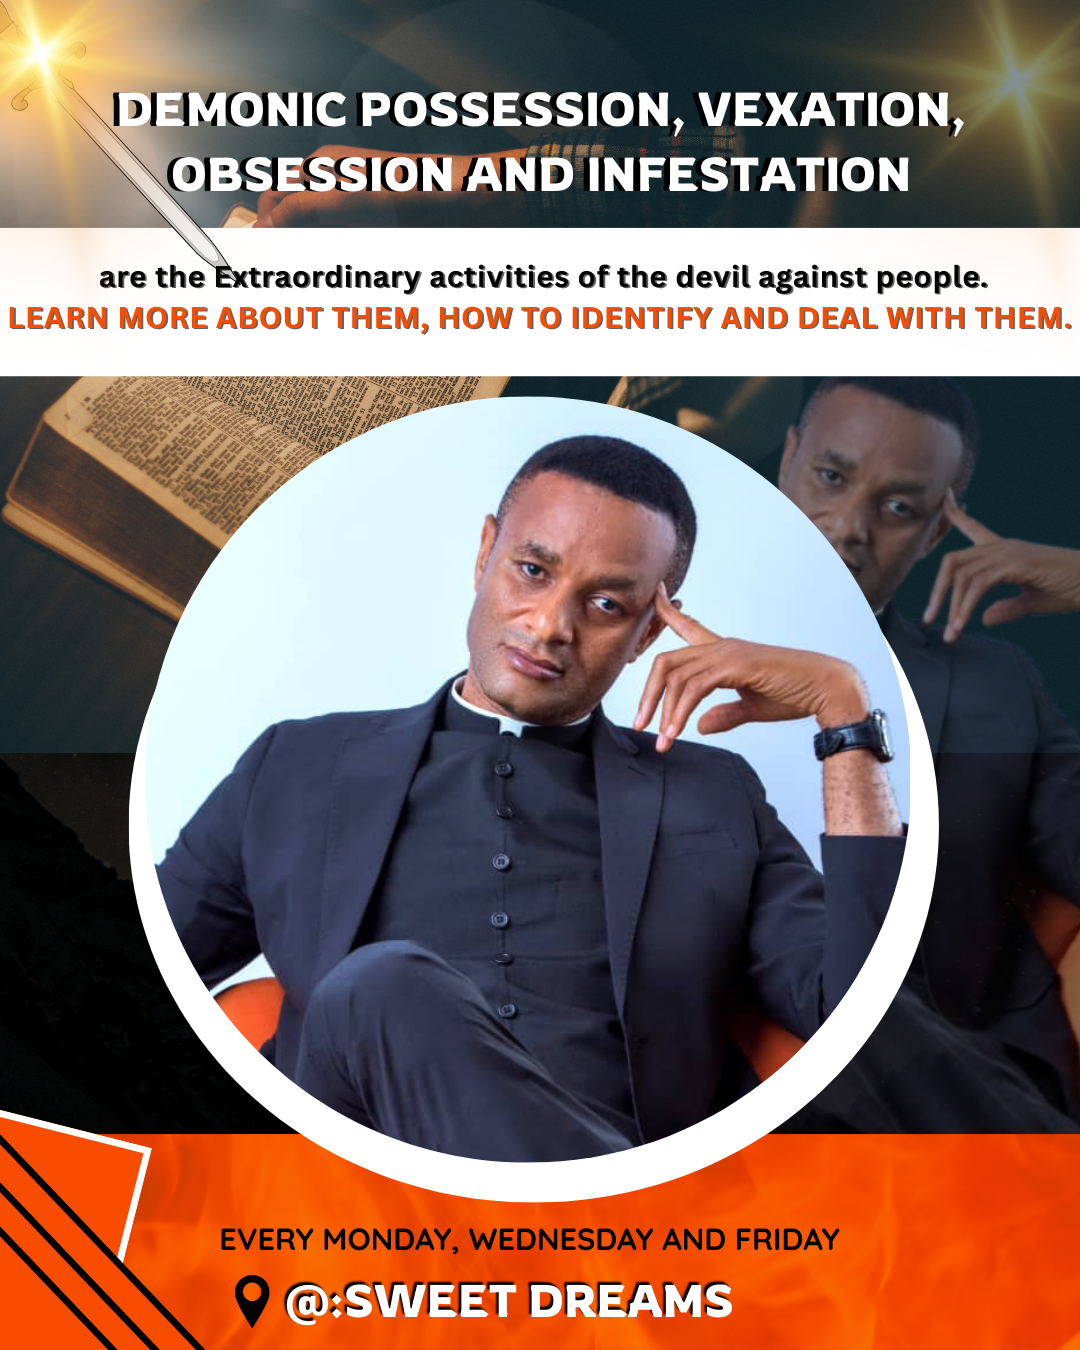 DEMONIC POSSESSION, VEXATION,
OBSESSION AND INFESTATION
are the Extraordinary activities of the devil against people.
LEARN MORE ABOUT THEM, HOW TO IDENTIFY AND DEAL WITH THEM.
EVERY MONDAY, WEDNESDAY AND FRIDAY
@:SWEET DREAMS